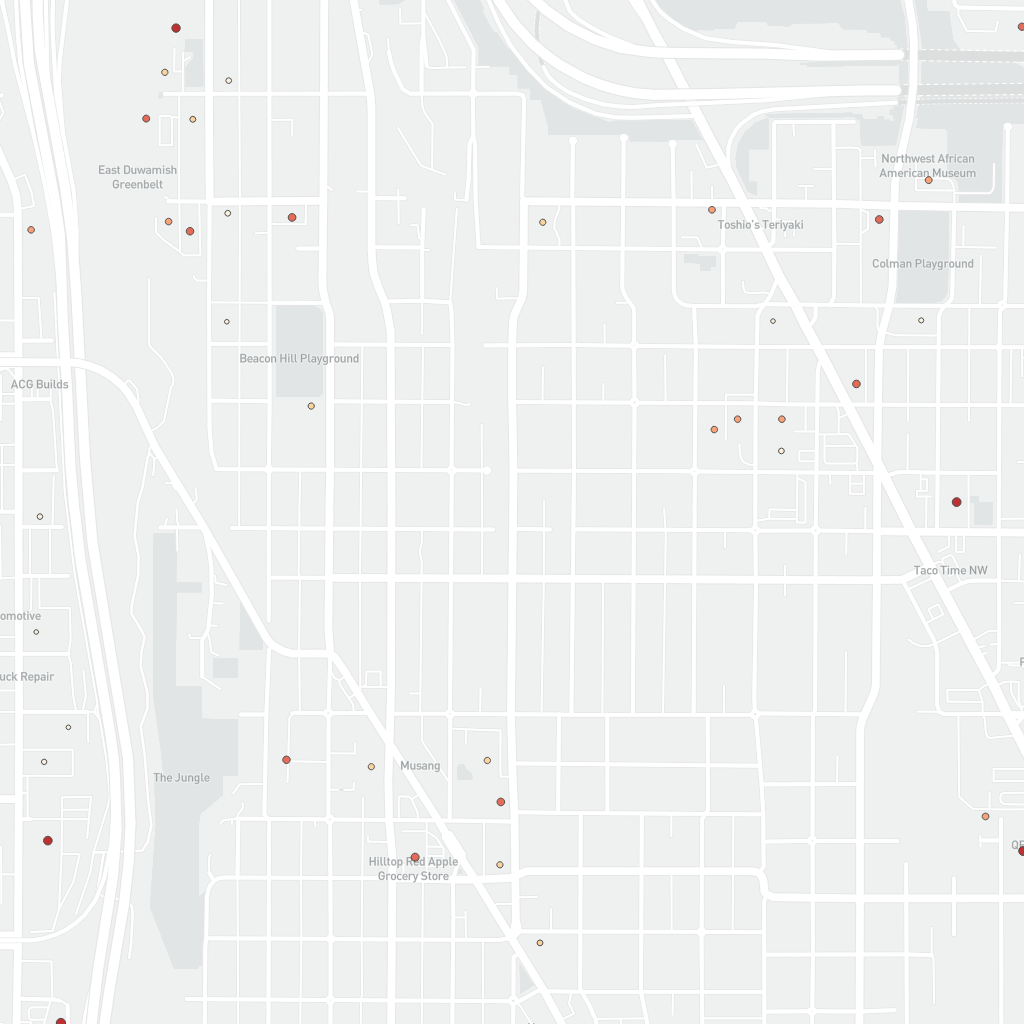 East Duwamish
Greenbelt
Northwest African
American Museum
Toshio's Teriyaki
Colman Playground
Beacon Hill Playground
ACG Builds
Taco Time NW
omotive
uck Repair
The Jungle
Musang
Hilltop Red Apple
Grocery Store